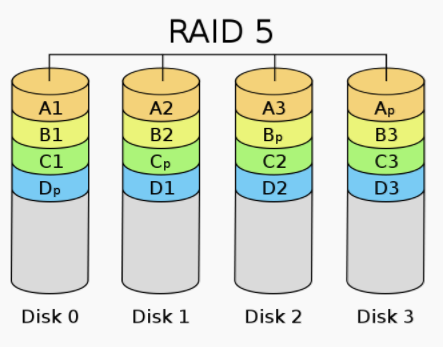 RAID 5
A1 A2 A3 Ap
B1 B2 Bp B3
C1 Cp C2 C3
Dp D1 D2 D3
Disk 0 Disk 1 Disk 2 Disk 3